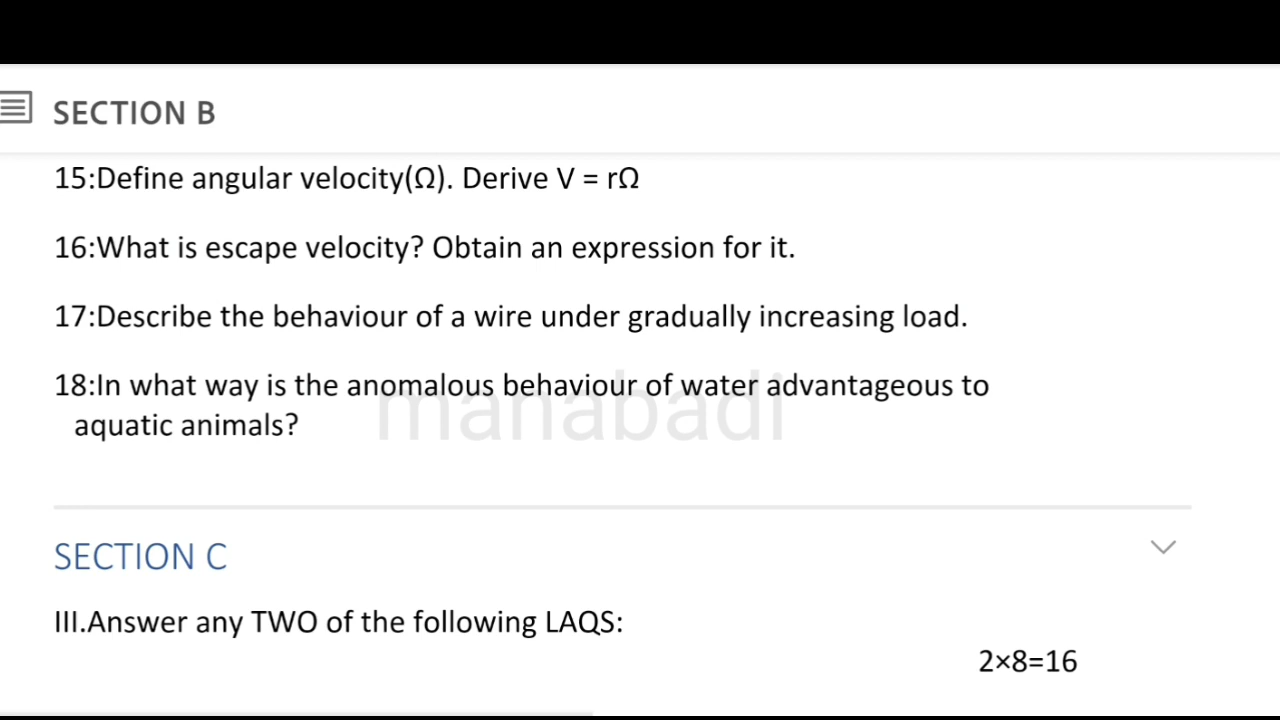 SECTION B
15:Define angular velocity(Ω). Derive V = rΩ
16:What is escape velocity? Obtain an expression for it.
17:Describe the behaviour of a wire under gradually increasing load.
18:In what way is the anomalous behaviour of water advantageous to
aquatic animals?
manabadi
SECTION C
III.Answer any TWO of the following LAQS:
2×8=16